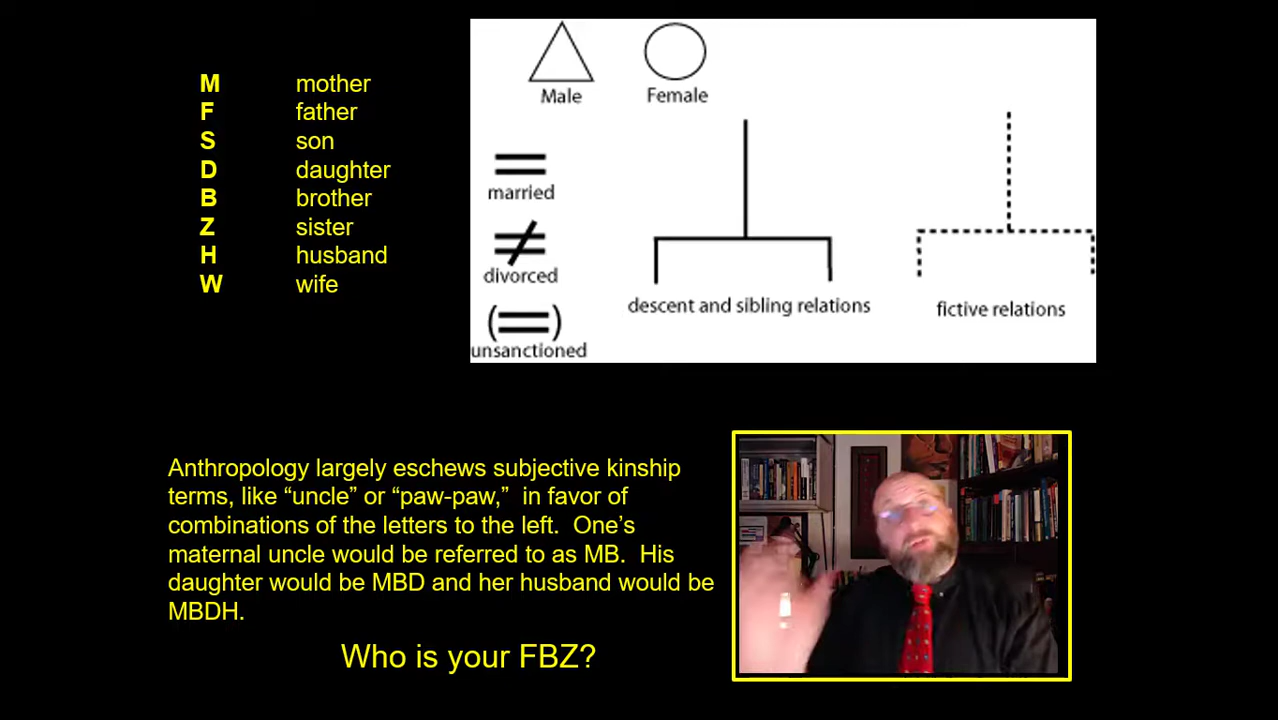 M mother
F father
S son
D daughter
B brother
Z sister
H husband
W wife
Male
Female
married
divorced
(=)
unsanctioned
descent and sibling relations
fictive relations
Anthropology largely eschews subjective kinship
terms, like “uncle” or “paw-paw,” in favor of
combinations of the letters to the left. One’s
maternal uncle would be referred to as MB. His
daughter would be MBD and her husband would be
MBDH.
Who is your FBZ?